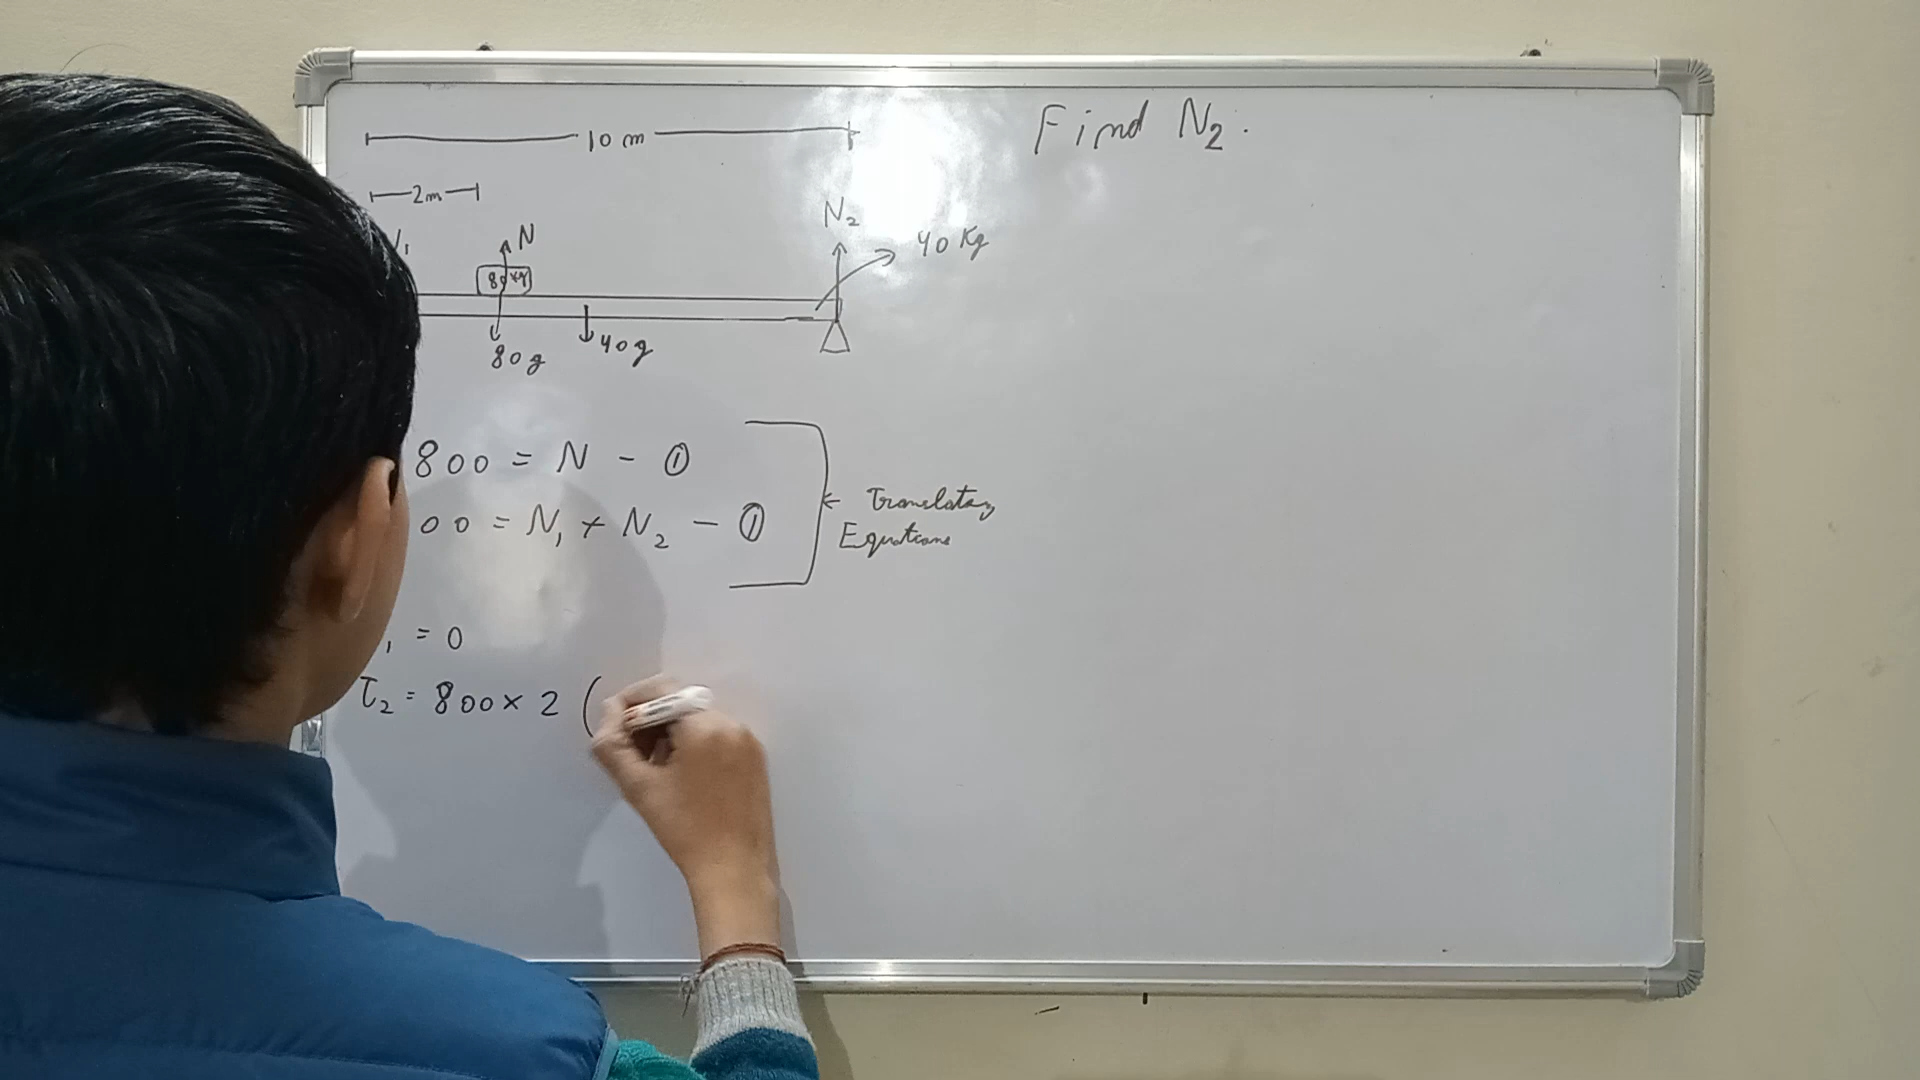 10 m
Find N₂.
2m
N
N₂
40 Kg
80 kg
80g
40g
800 = N - ①
00 = N₁ + N₂ - ①
Translatory
Equations
₁ = 0
τ₂ = 800 × 2 (